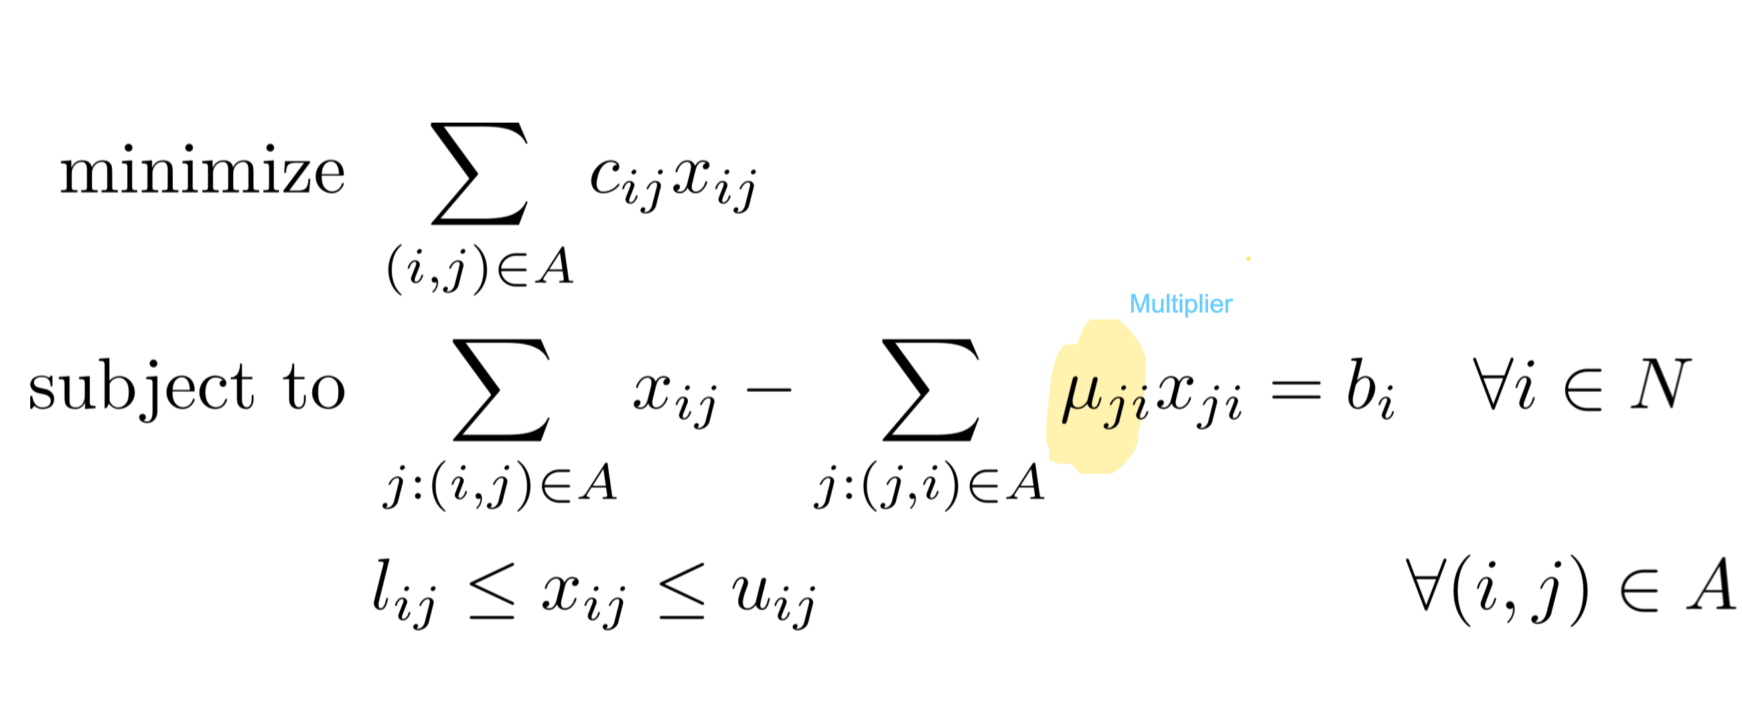 minimize ∑ c_{ij}x_{ij}
(i,j)∈A
Multiplier
subject to ∑ x_{ij} − ∑ μ_{ji}x_{ji} = b_i ∀i ∈ N
j:(i,j)∈A j:(j,i)∈A
l_{ij} ≤ x_{ij} ≤ u_{ij} ∀(i, j) ∈ A